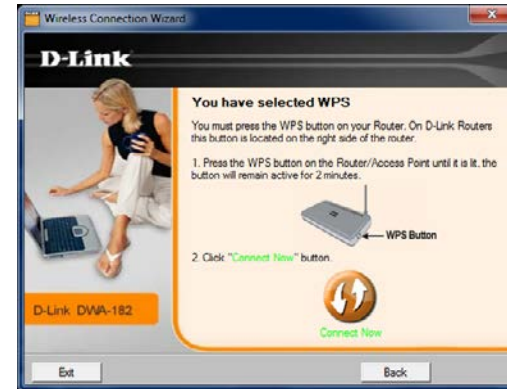 Wireless Connection Wizard
D-Link
You have selected WPS
You must press the WPS button on your Router. On D-Link Routers
this button is located on the right side of the router.
1. Press the WPS button on the Router/Access Point until it is lit. the
button will remain active for 2 minutes.
WPS Button
2. Click "Connect Now" button.
D-Link DWA-182
Connect Now
Exit
Back